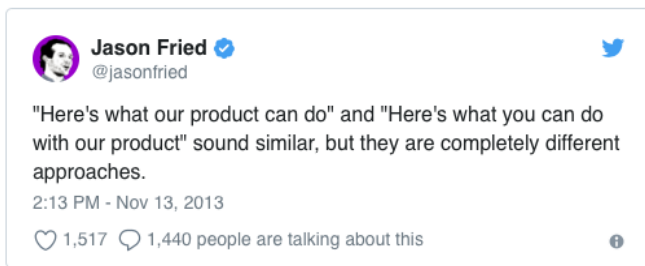 Jason Fried
@jasonfried
"Here's what our product can do" and "Here's what you can do
with our product" sound similar, but they are completely different
approaches.
2:13 PM - Nov 13, 2013
1,517 1,440 people are talking about this